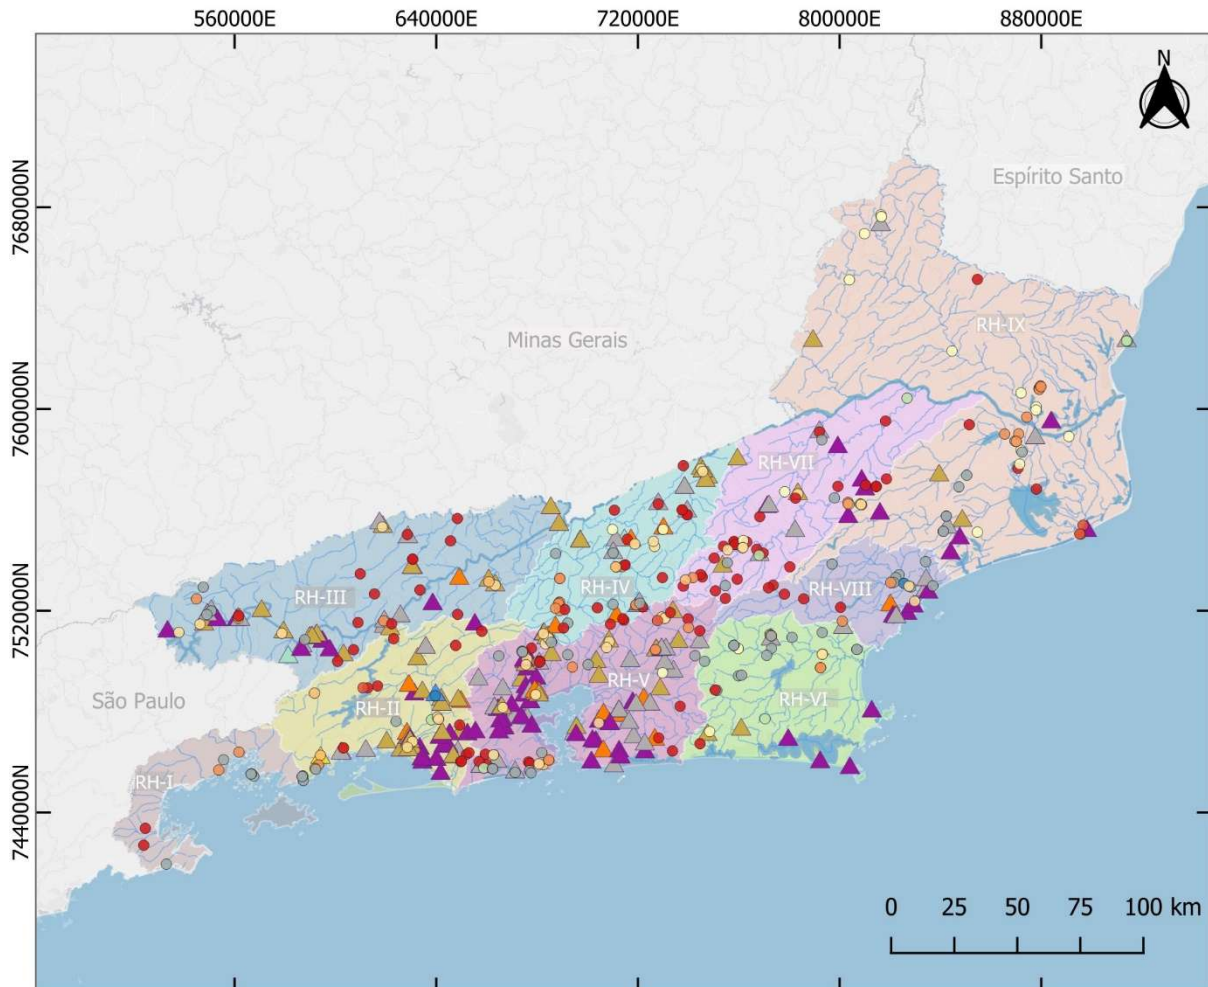 560000E 640000E 720000E 8000000E 880000E
N
Espírito Santo
7680000N
RH-IX
Minas Gerais
7600000N
RH-VII
RH-III
RH-IV
RH-VIII
7520000N
RH-V
São Paulo
RH-VI
RH-II
RH-I
7440000N
0 25 50 75 100 km